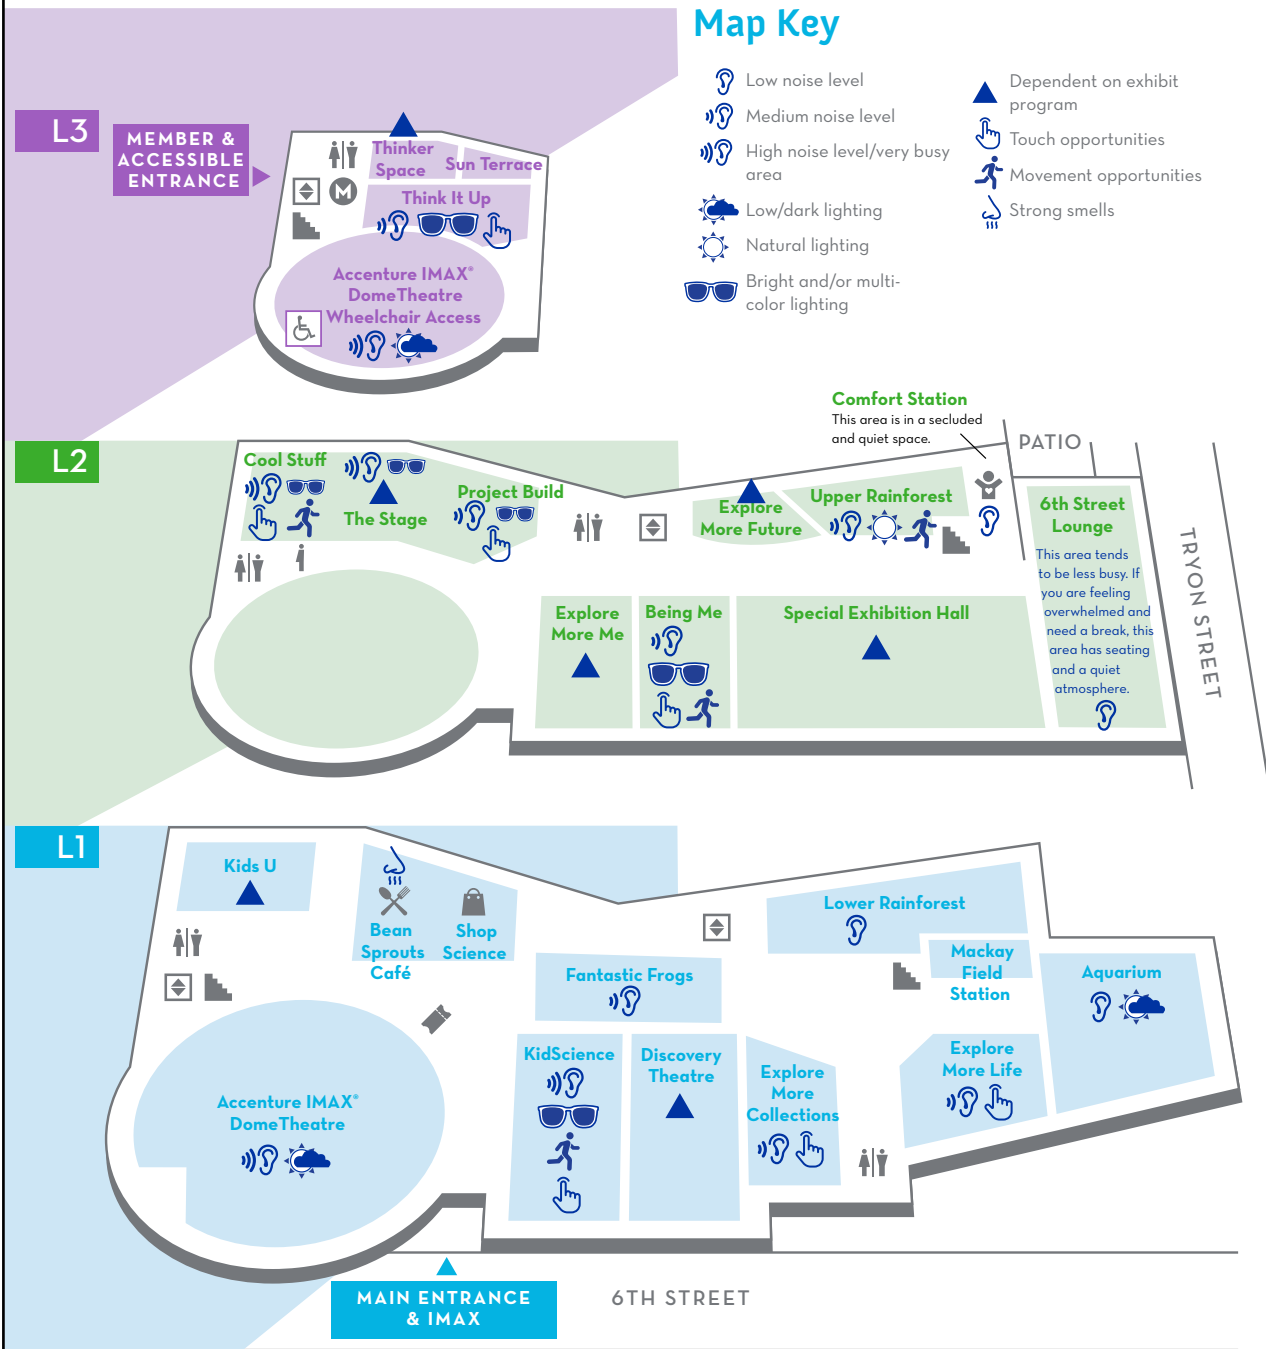 Map Key
Low noise level
Medium noise level
High noise level/very busy
area
Low/dark lighting
Natural lighting
Bright and/or multi-
color lighting
Dependent on exhibit
program
Touch opportunities
Movement opportunities
Strong smells
L3
MEMBER &
ACCESSIBLE
ENTRANCE
Thinker
Space
Sun Terrace
M
Think It Up
Accenture IMAX®
DomeTheatre
Wheelchair Access
L2
Comfort Station
This area is in a secluded
and quiet space.
PATIO
Cool Stuff
The Stage
Project Build
Explore
More Future
Upper Rainforest
6th Street
Lounge
This area tends
to be less busy. If
you are feeling
overwhelmed and
need a break, this
area has seating
and a quiet
atmosphere.
TRYON STREET
Explore
More Me
Being Me
Special Exhibition Hall
L1
Kids U
Bean
Sprouts
Café
Shop
Science
Lower Rainforest
Mackay
Field
Station
Aquarium
Fantastic Frogs
KidScience
Discovery
Theatre
Explore
More
Collections
Explore
More Life
Accenture IMAX®
DomeTheatre
MAIN ENTRANCE
& IMAX
6TH STREET